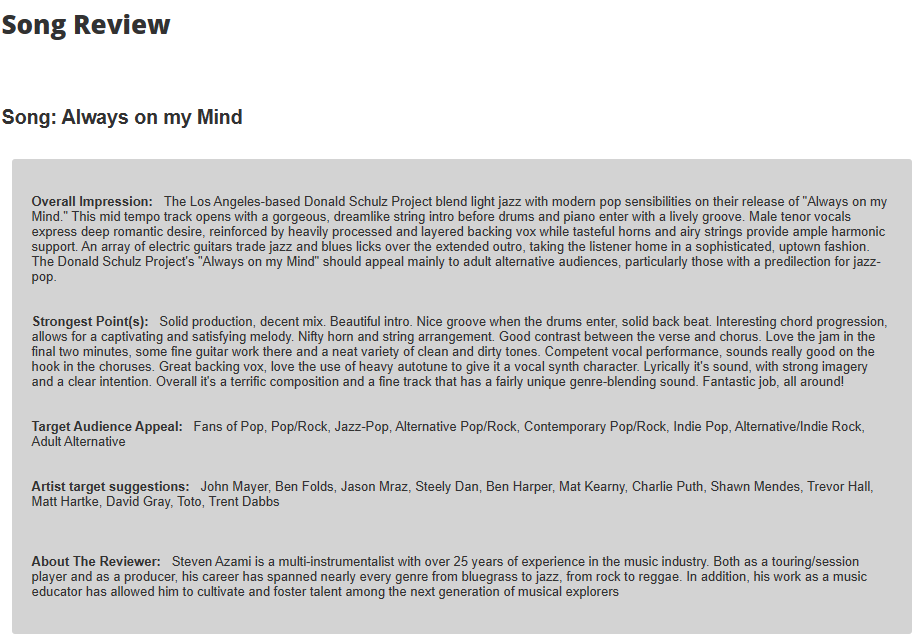 Song Review
Song: Always on my Mind
Overall Impression: The Los Angeles-based Donald Schulz Project blend light jazz with modern pop sensibilities on their release of "Always on my
Mind." This mid tempo track opens with a gorgeous, dreamlike string intro before drums and piano enter with a lively groove. Male tenor vocals
express deep romantic desire, reinforced by heavily processed and layered backing vox while tasteful horns and airy strings provide ample harmonic
support. An array of electric guitars trade jazz and blues licks over the extended outro, taking the listener home in a sophisticated, uptown fashion.
The Donald Schulz Project's "Always on my Mind" should appeal mainly to adult alternative audiences, particularly those with a predilection for jazz-
pop.
Strongest Point(s): Solid production, decent mix. Beautiful intro. Nice groove when the drums enter, solid back beat. Interesting chord progression,
allows for a captivating and satisfying melody. Nifty horn and string arrangement. Good contrast between the verse and chorus. Love the jam in the
final two minutes, some fine guitar work there and a neat variety of clean and dirty tones. Competent vocal performance, sounds really good on the
hook in the choruses. Great backing vox, love the use of heavy autotune to give it a vocal synth character. Lyrically it's sound, with strong imagery
and a clear intention. Overall it's a terrific composition and a fine track that has a fairly unique genre-blending sound. Fantastic job, all around!
Target Audience Appeal: Fans of Pop, Pop/Rock, Jazz-Pop, Alternative Pop/Rock, Contemporary Pop/Rock, Indie Pop, Alternative/Indie Rock,
Adult Alternative
Artist target suggestions: John Mayer, Ben Folds, Jason Mraz, Steely Dan, Ben Harper, Mat Kearny, Charlie Puth, Shawn Mendes, Trevor Hall,
Matt Hartke, David Gray, Toto, Trent Dabbs
About The Reviewer: Steven Azami is a multi-instrumentalist with over 25 years of experience in the music industry. Both as a touring/session
player and as a producer, his career has spanned nearly every genre from bluegrass to jazz, from rock to reggae. In addition, his work as a music
educator has allowed him to cultivate and foster talent among the next generation of musical explorers